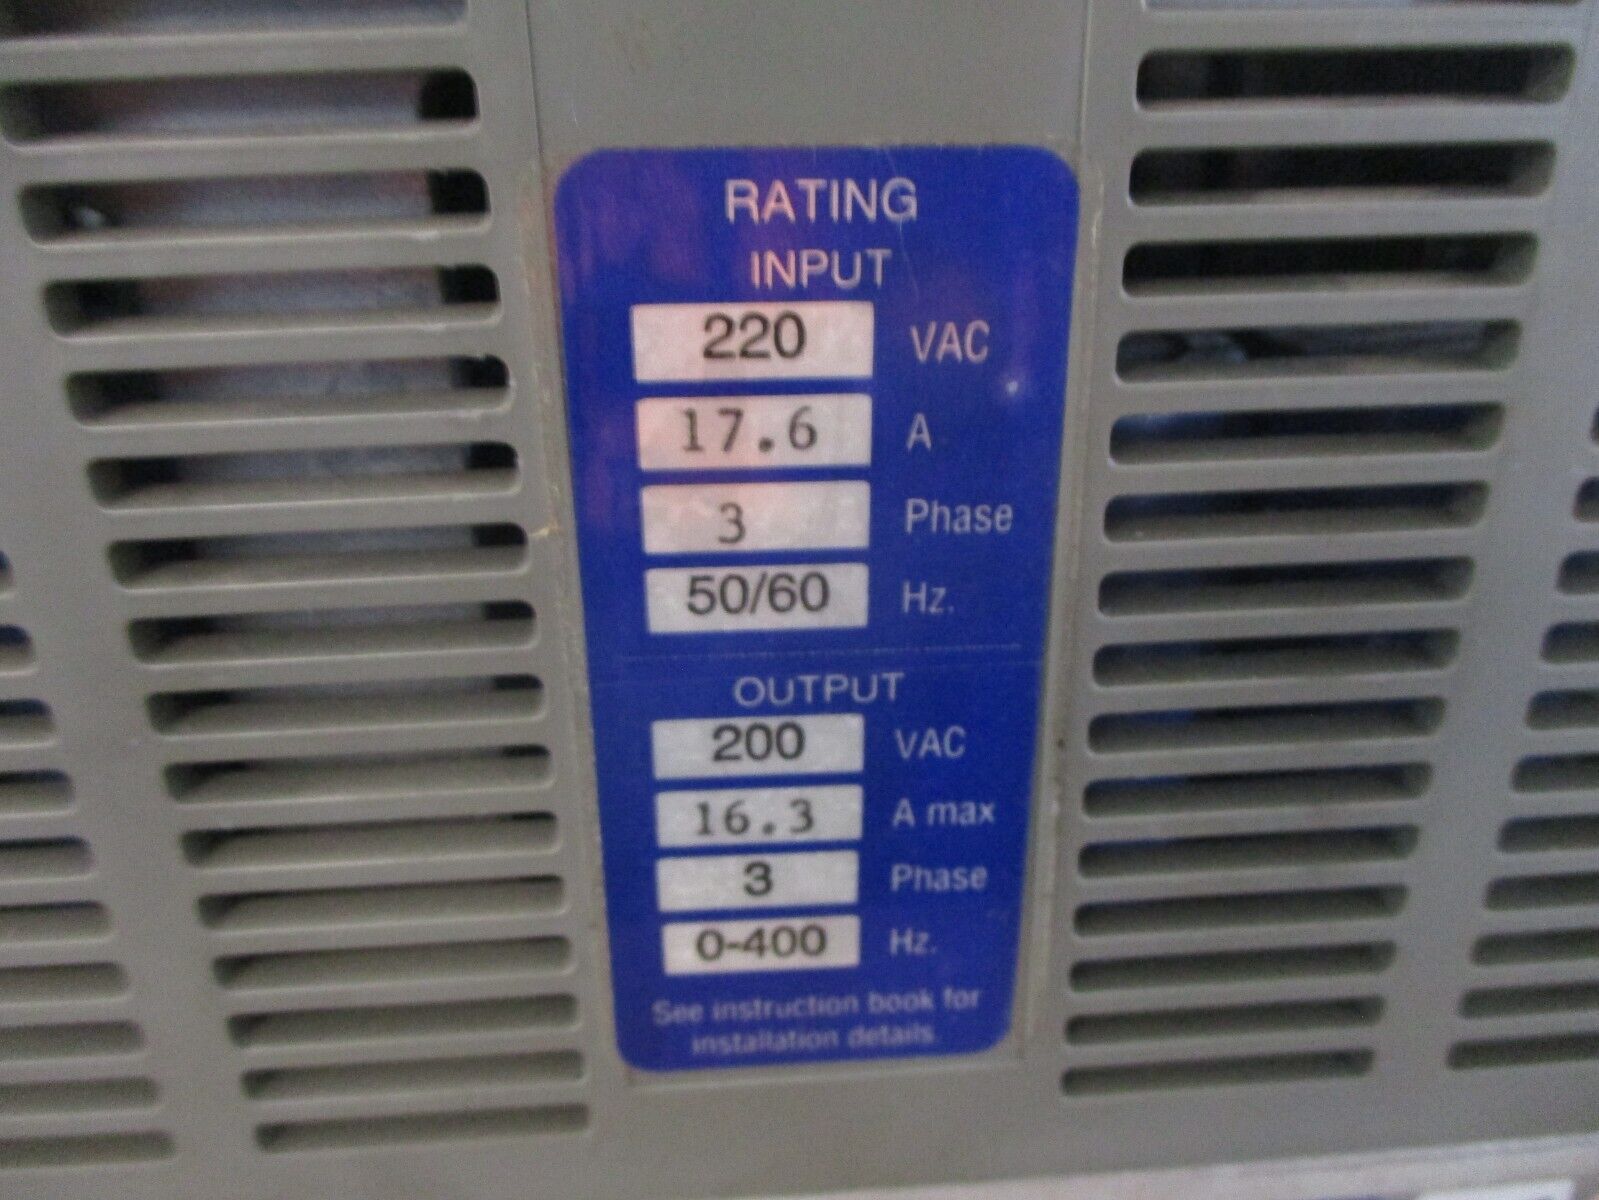 RATING
INPUT
220 VAC
17.6 A
3 Phase
50/60 Hz.
OUTPUT
200 VAC
16.3 A max
3 Phase
0-400 Hz.
See instruction book for
installation details.